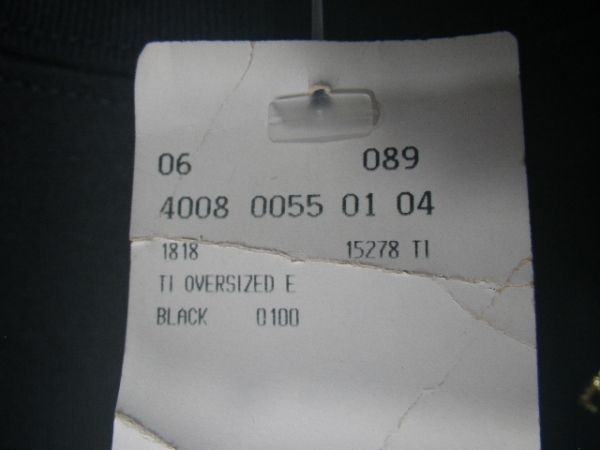 06 089
4008 0055 01 04
1818 15278 TI
TI OVERSIZED E
BLACK 0100